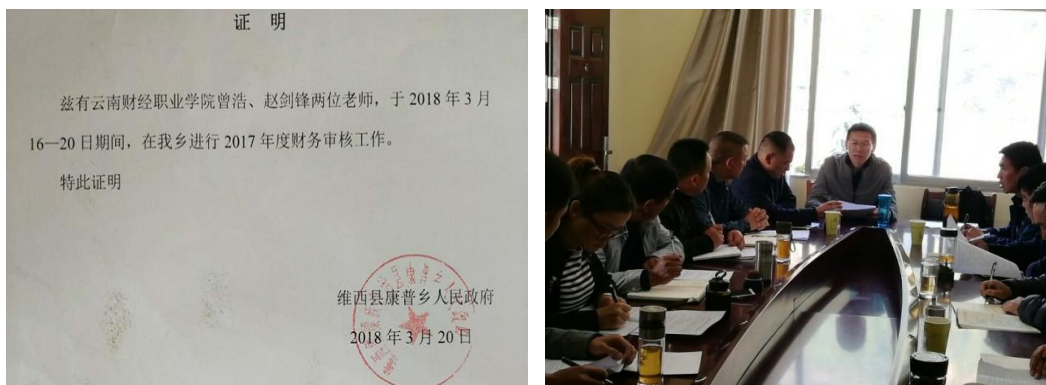 证 明
兹有云南财经职业学院曾浩、赵剑锋两位老师，于 2018 年 3 月
16—20 日期间，在我乡进行 2017 年度财务审核工作。
特此证明
维西县康普乡人民政府
2018 年 3 月 20 日